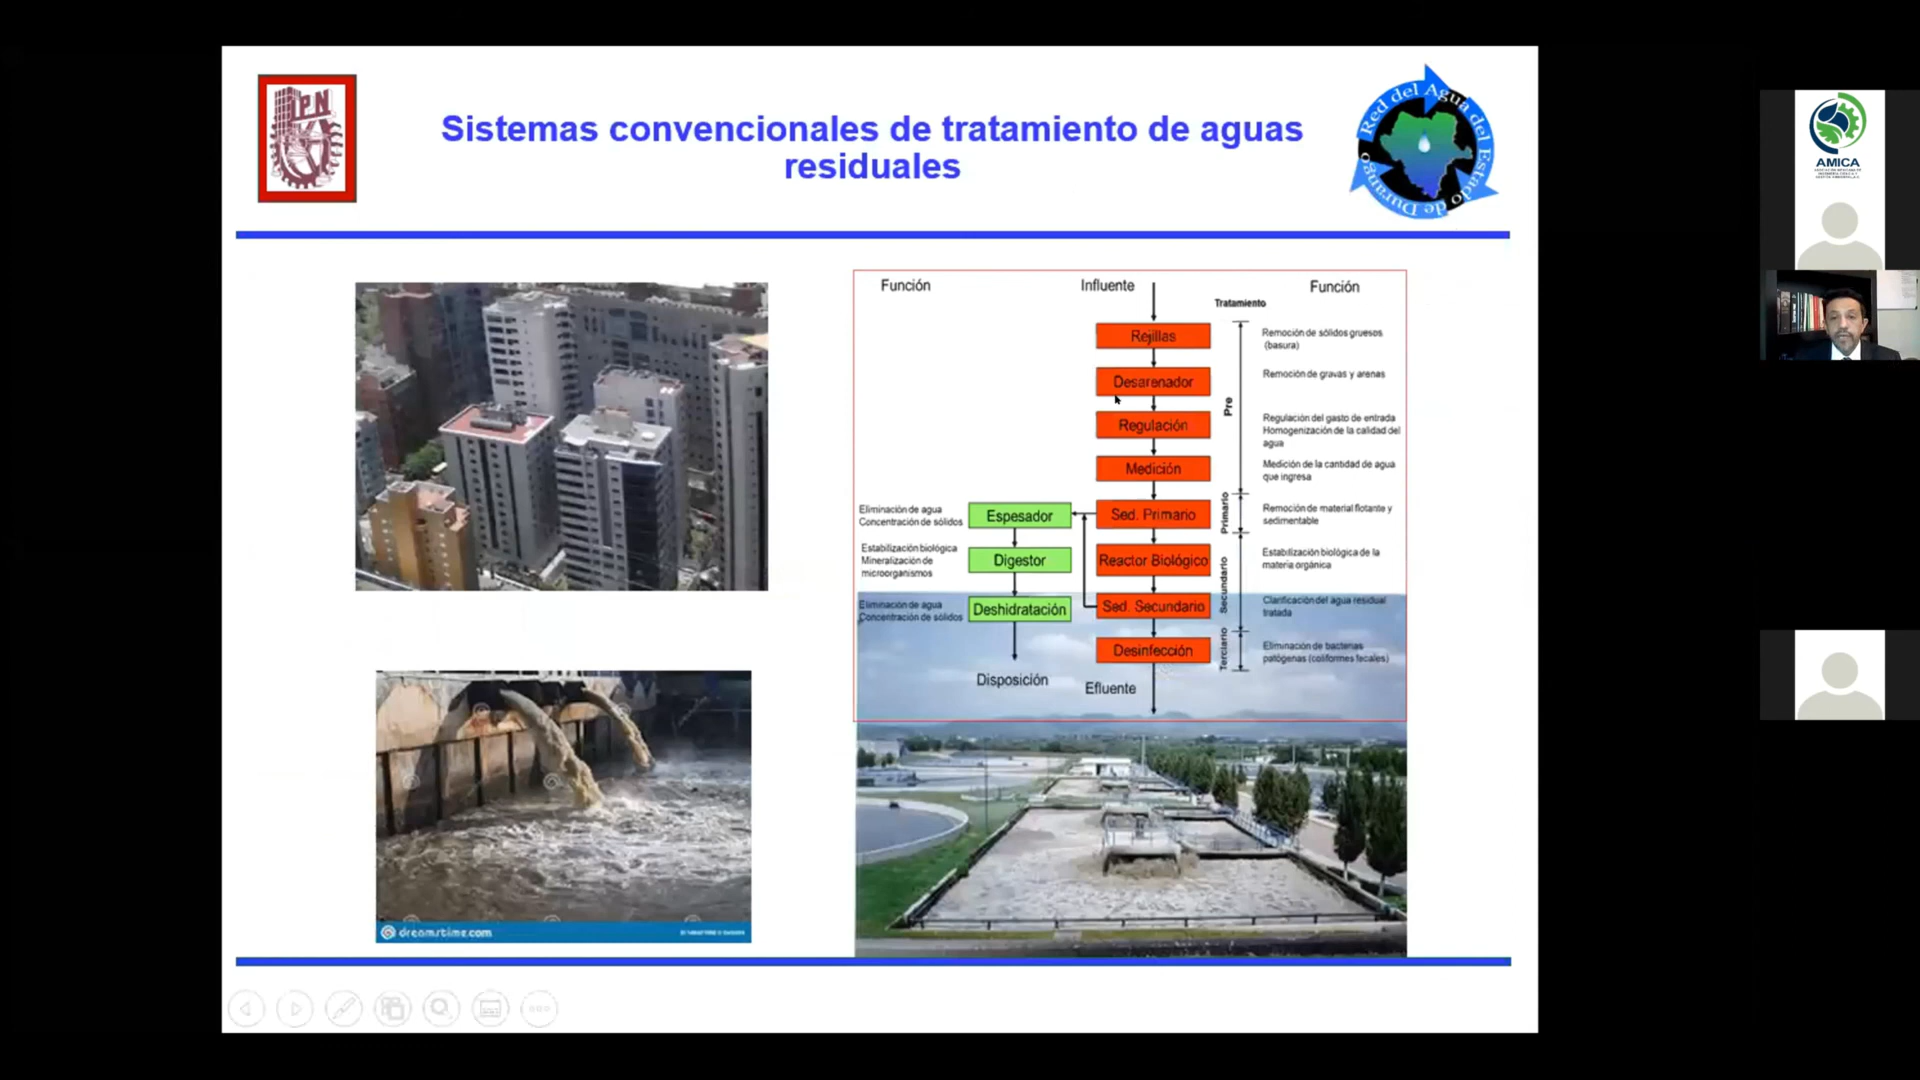 IPN
Sistemas convencionales de tratamiento de aguas
residuales
Red del Agua del Estado de Durango
AMICA
Función
Influente
Función
Tratamiento
Rejillas
Remoción de sólidos gruesos
(basura)
Desarenador
Remoción de gravas y arenas
Pre
Regulación
Regulación del gasto de entrada
Homogenización de la calidad del
agua
Medición
Medición de la cantidad de agua
que ingresa
Eliminación de agua
Concentración de sólidos
Espesador
Sed. Primario
Primario
Remoción de material flotante y
sedimentable
Estabilización biológica
Mineralización de
microorganismos
Digestor
Reactor Biológico
Secundario
Estabilización biológica de la
materia orgánica
Eliminación de agua
Concentración de sólidos
Deshidratación
Sed. Secundario
Clarificación del agua residual
tratada
Desinfección
Terciario
Eliminación de bacterias
patógenas (coliformes fecales)
Disposición
Efluente
dreamstime.com